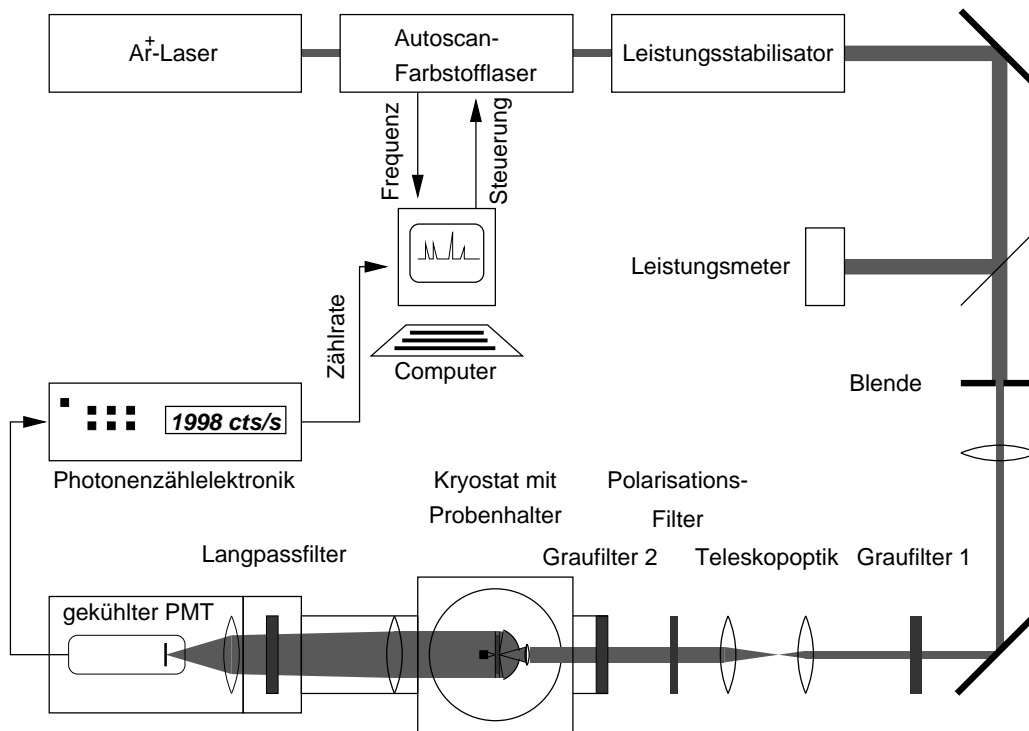 Ar+-Laser
Autoscan-
Farbstofflaser
Leistungsstabilisator
Frequenz
Steuerung
Leistungsmeter
Zählrate
Computer
Blende
1998 cts/s
Photonenzählelektronik
Kryostat mit
Probenhalter
Polarisations-
Filter
Langpassfilter
Graufilter 2
Teleskopoptik
Graufilter 1
gekühlter PMT